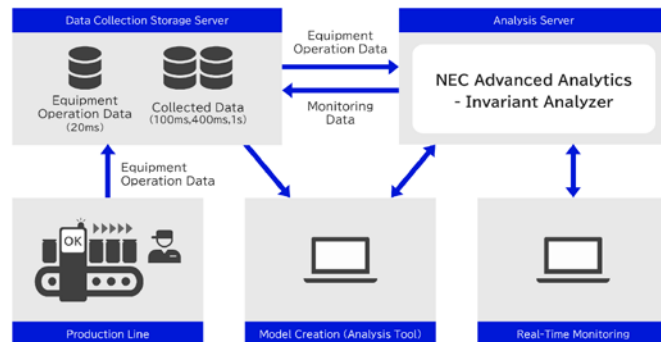 Data Collection Storage Server
Equipment
Operation Data
(20ms)
Collected Data
(100ms,400ms,1s)
Equipment
Operation Data
Monitoring
Data
Analysis Server
NEC Advanced Analytics
- Invariant Analyzer
Equipment
Operation Data
OK
Production Line
Model Creation (Analysis Tool)
Real-Time Monitoring